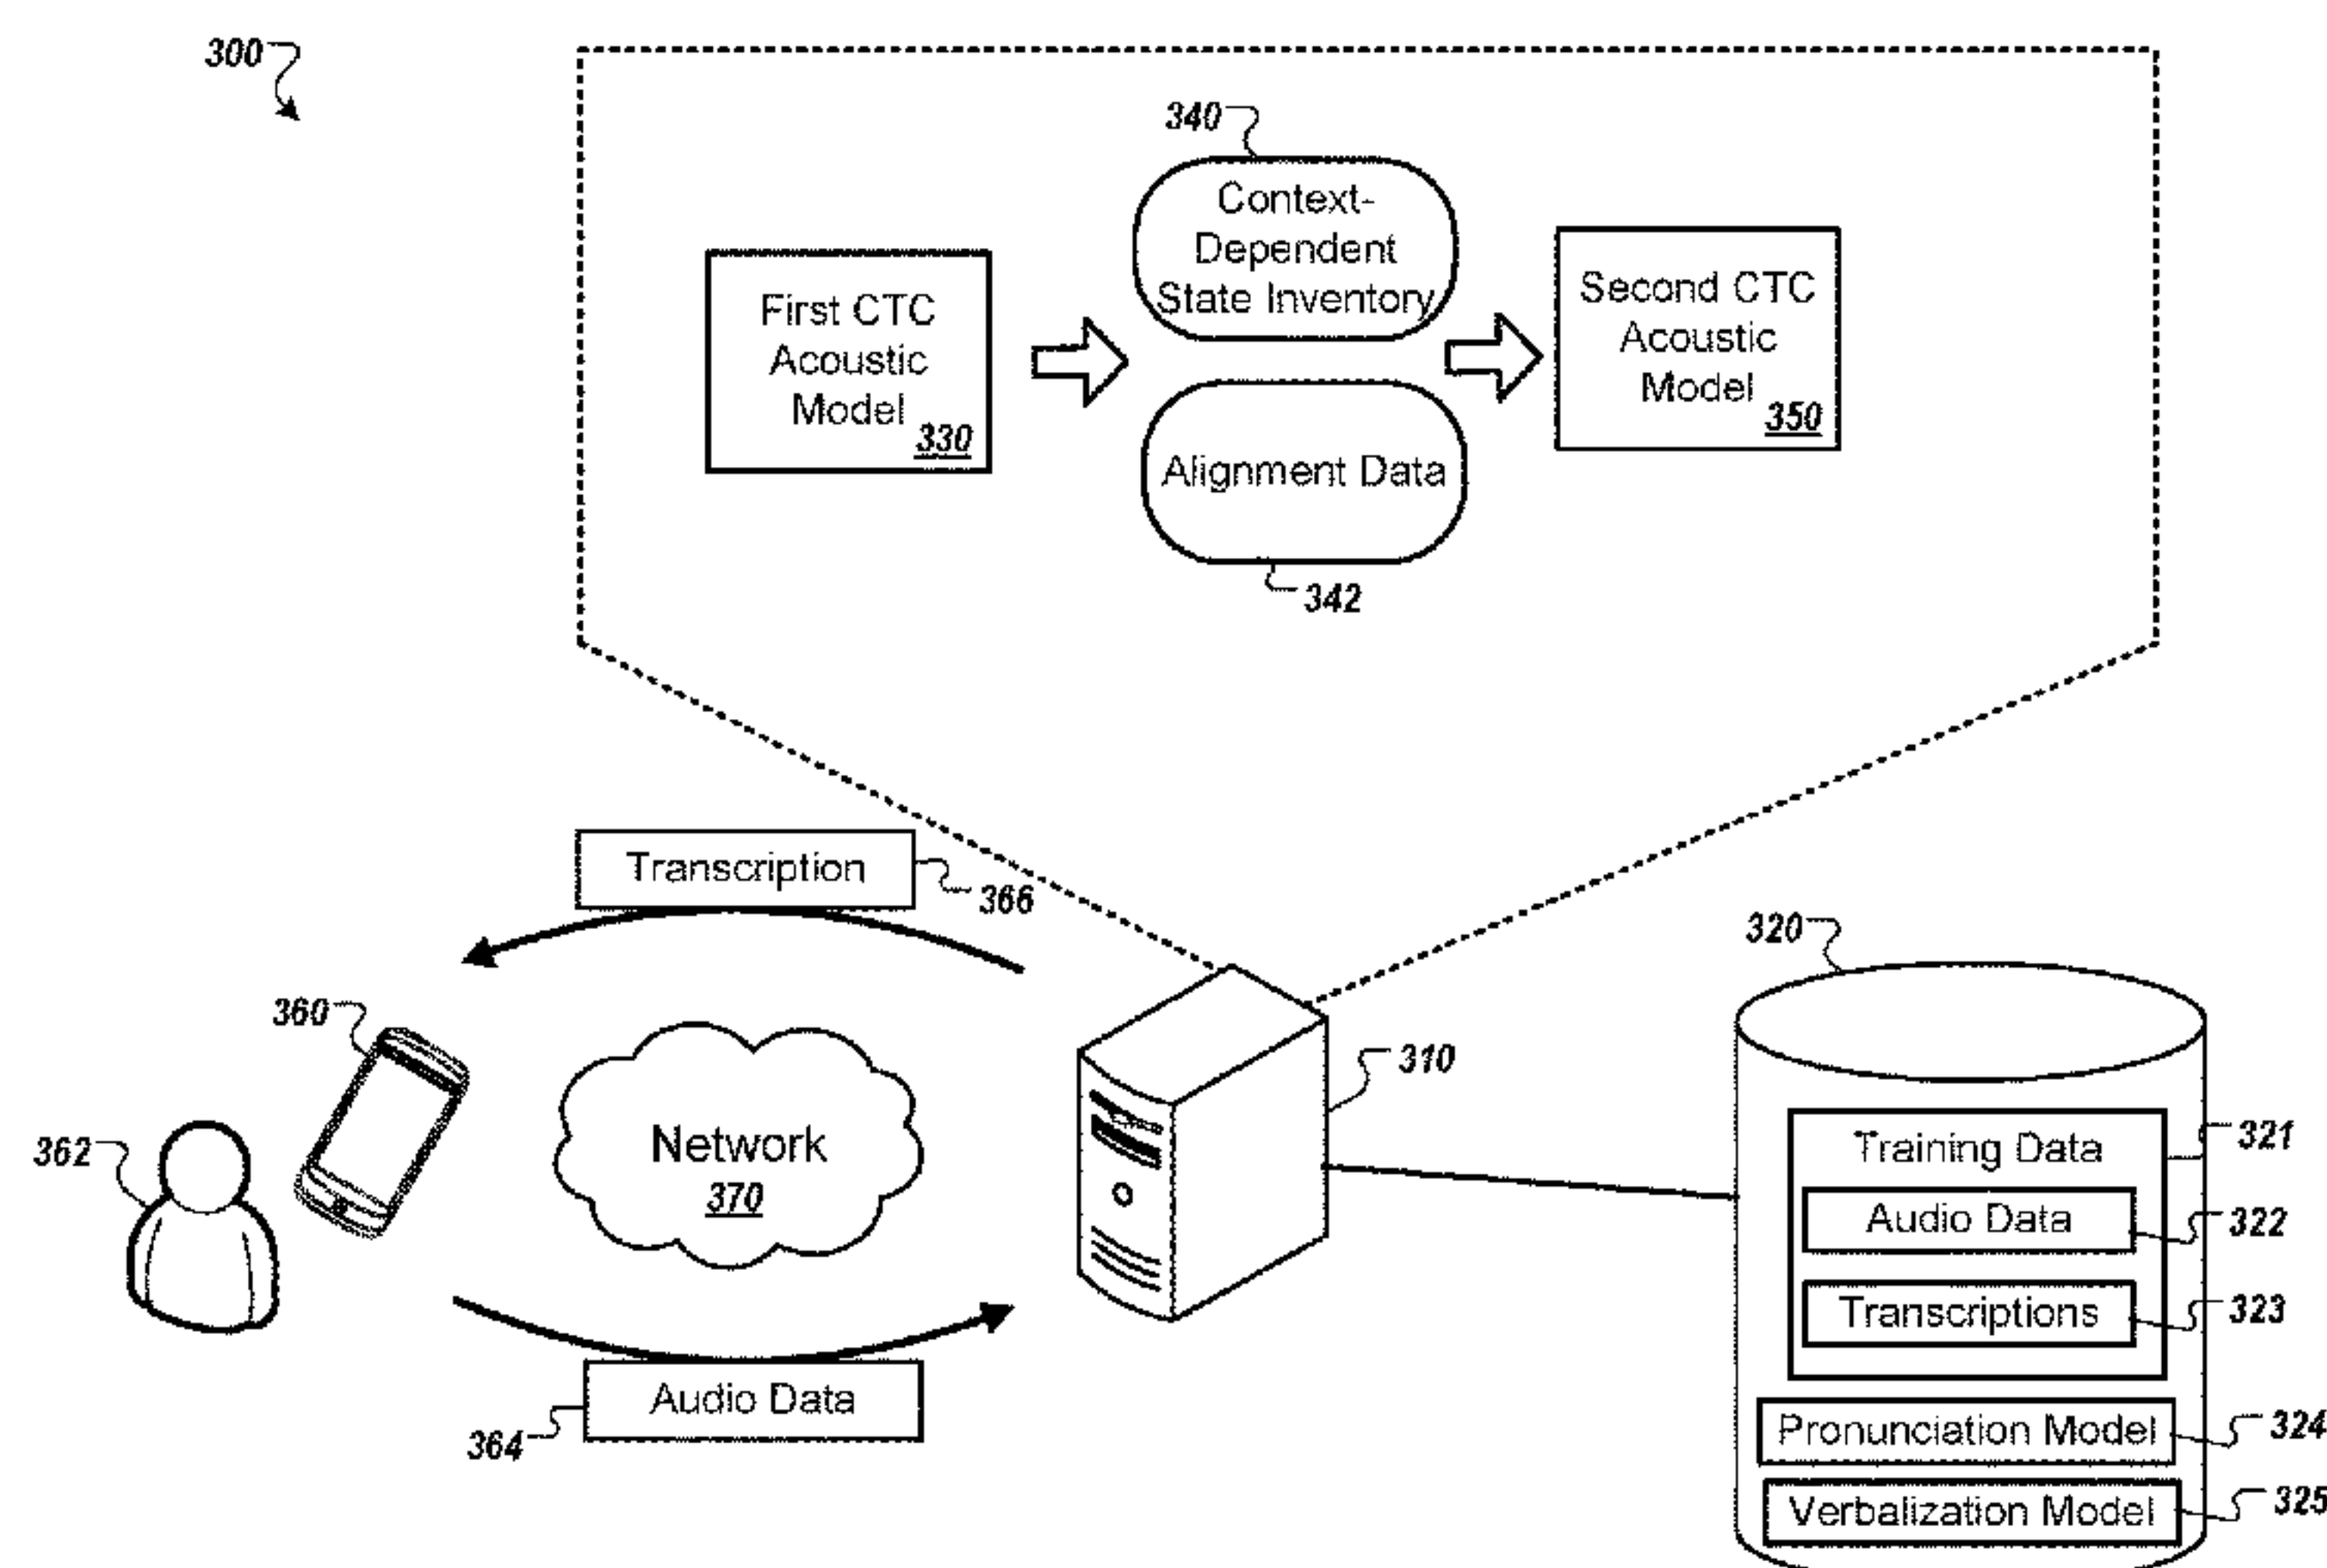 300
340
Context-
Dependent
State Inventory
First CTC
Acoustic
Model
330
Second CTC
Acoustic
Model
350
Alignment Data
342
Transcription
366
320
360
310
Network
370
362
Training Data
321
Audio Data
322
Transcriptions
323
Audio Data
364
Pronunciation Model
324
Verbalization Model
325